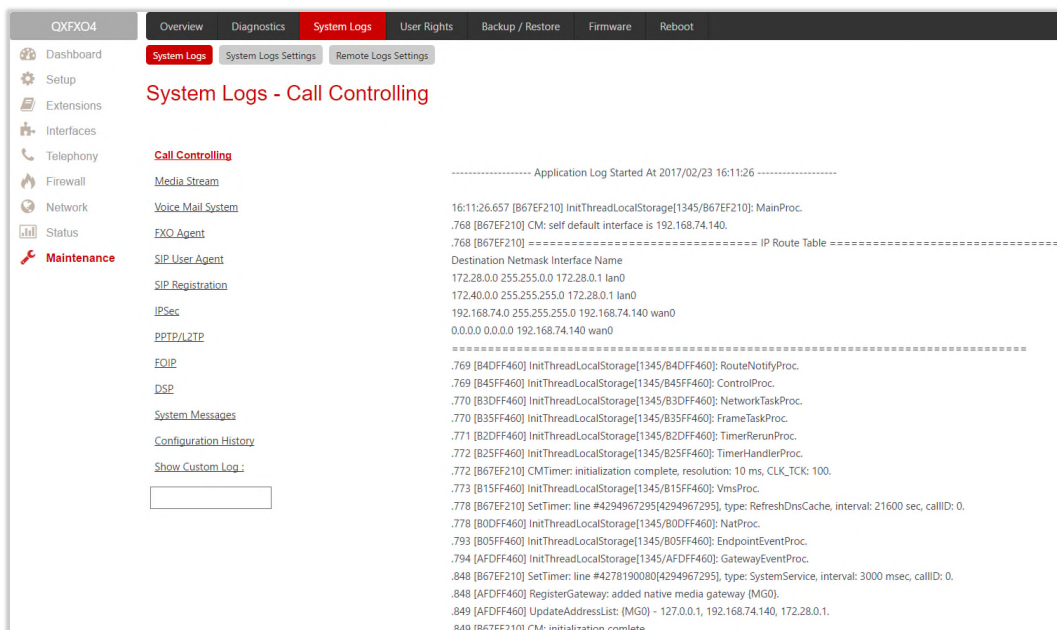 QXFXO4
Overview Diagnostics System Logs User Rights Backup / Restore Firmware Reboot
Dashboard
Setup
Extensions
Interfaces
Telephony
Firewall
Network
Status
Maintenance
System Logs System Logs Settings Remote Logs Settings
System Logs - Call Controlling
Call Controlling
Media Stream
Voice Mail System
FXO Agent
SIP User Agent
SIP Registration
IPSec
PPTP/L2TP
FOIP
DSP
System Messages
Configuration History
Show Custom Log :
------------------- Application Log Started At 2017/02/23 16:11:26 -------------------
16:11:26.657 [B67EF210] InitThreadLocalStorage[1345/B67EF210]: MainProc.
.768 [B67EF210] CM: self default interface is 192.168.74.140.
.768 [B67EF210] ================================ IP Route Table ================================
Destination Netmask Interface Name
172.28.0.0 255.255.0.0 172.28.0.1 lan0
172.40.0.0 255.255.255.0 172.28.0.1 lan0
192.168.74.0 255.255.255.0 192.168.74.140 wan0
0.0.0.0 0.0.0.0 192.168.74.140 wan0
================================================================================
.769 [B4DFF460] InitThreadLocalStorage[1345/B4DFF460]: RouteNotifyProc.
.769 [B45FF460] InitThreadLocalStorage[1345/B45FF460]: ControlProc.
.770 [B3DFF460] InitThreadLocalStorage[1345/B3DFF460]: NetworkTaskProc.
.770 [B35FF460] InitThreadLocalStorage[1345/B35FF460]: FrameTaskProc.
.771 [B2DFF460] InitThreadLocalStorage[1345/B2DFF460]: TimerRerunProc.
.772 [B25FF460] InitThreadLocalStorage[1345/B25FF460]: TimerHandlerProc.
.772 [B67EF210] CMTimer: initialization complete, resolution: 10 ms, CLK_TCK: 100.
.773 [B15FF460] InitThreadLocalStorage[1345/B15FF460]: VmsProc.
.778 [B67EF210] SetTimer: line #4294967295[4294967295], type: RefreshDnsCache, interval: 21600 sec, callID: 0.
.778 [B0DFF460] InitThreadLocalStorage[1345/B0DFF460]: NatProc.
.793 [B05FF460] InitThreadLocalStorage[1345/B05FF460]: EndpointEventProc.
.794 [AFDFF460] InitThreadLocalStorage[1345/AFDFF460]: GatewayEventProc.
.848 [B67EF210] SetTimer: line #4278190080[4294967295], type: SystemService, interval: 3000 msec, callID: 0.
.848 [AFDFF460] RegisterGateway: added native media gateway {MG0}.
.849 [AFDFF460] UpdateAddressList: {MG0} - 127.0.0.1, 192.168.74.140, 172.28.0.1.
.849 [B67EF210] CM: initialization comlete.